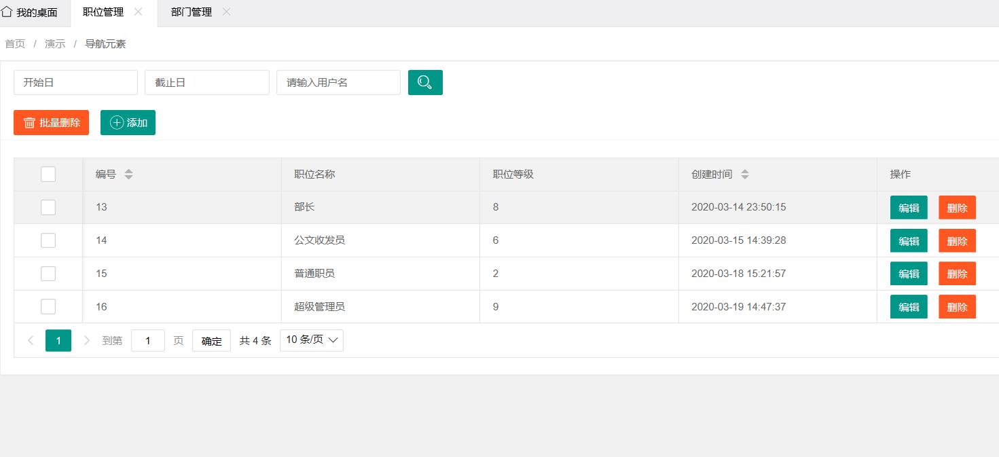 我的桌面 职位管理 部门管理
首页 / 演示 / 导航元素
开始日 截止日 请输入用户名
批量删除 添加
编号 职位名称 职位等级 创建时间 操作
13 部长 8 2020-03-14 23:50:15 编辑 删除
14 公文收发员 6 2020-03-15 14:39:28 编辑 删除
15 普通职员 2 2020-03-18 15:21:57 编辑 删除
16 超级管理员 9 2020-03-19 14:47:37 编辑 删除
1 到第 1 页 确定 共 4 条 10 条/页